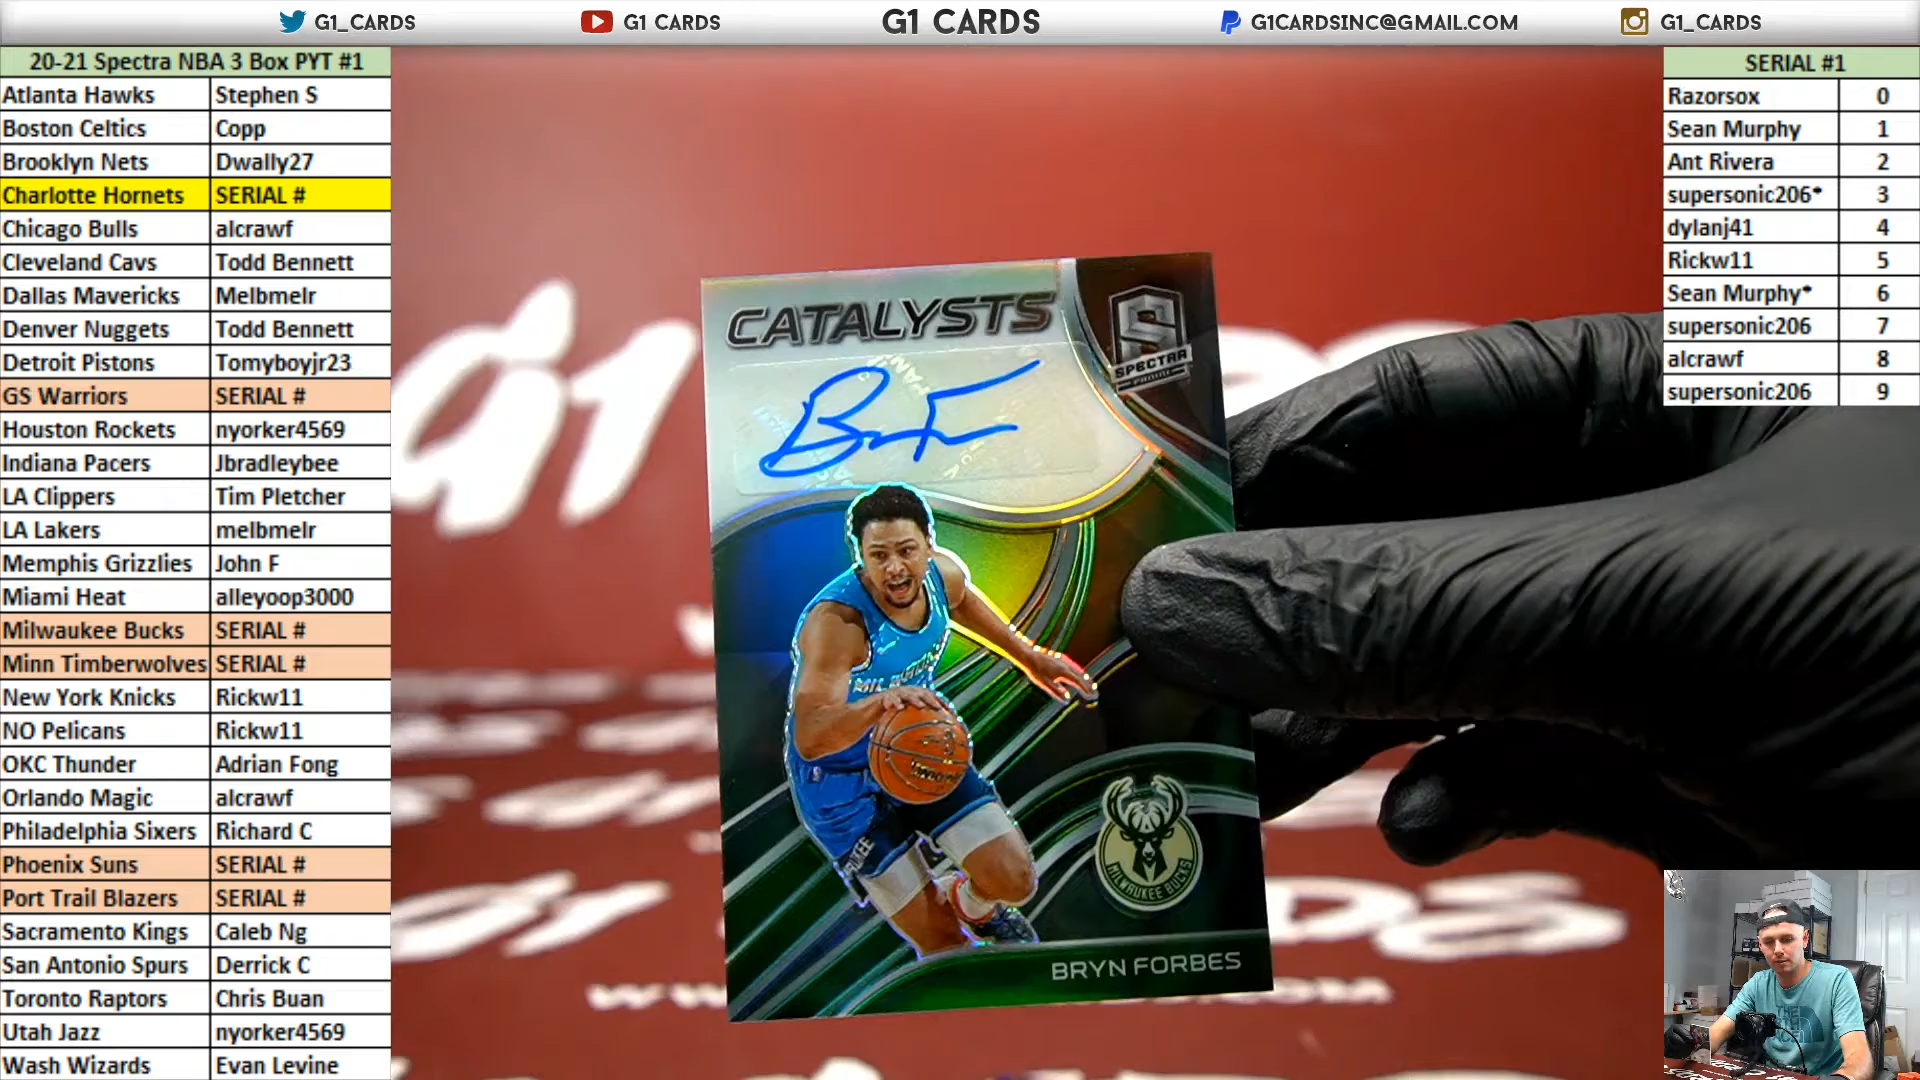 G1_CARDS G1 CARDS G1 CARDS G1CARDSINC@GMAIL.COM G1_CARDS
20-21 Spectra NBA 3 Box PYT #1
Atlanta Hawks Stephen S
Boston Celtics Copp
Brooklyn Nets Dwally27
Charlotte Hornets SERIAL #
Chicago Bulls alcrawf
Cleveland Cavs Todd Bennett
Dallas Mavericks Melbmelr
Denver Nuggets Todd Bennett
Detroit Pistons Tomyboyjr23
GS Warriors SERIAL #
Houston Rockets nyorker4569
Indiana Pacers Jbradleybee
LA Clippers Tim Pletcher
LA Lakers melbmelr
Memphis Grizzlies John F
Miami Heat alleyoop3000
Milwaukee Bucks SERIAL #
Minn Timberwolves SERIAL #
New York Knicks Rickw11
NO Pelicans Rickw11
OKC Thunder Adrian Fong
Orlando Magic alcrawf
Philadelphia Sixers Richard C
Phoenix Suns SERIAL #
Port Trail Blazers SERIAL #
Sacramento Kings Caleb Ng
San Antonio Spurs Derrick C
Toronto Raptors Chris Buan
Utah Jazz nyorker4569
Wash Wizards Evan Levine
CATALYSTS
SPECTRA
PANINI
MILWAUKEE BUCKS
BRYN FORBES
SERIAL #1
Razorsox 0
Sean Murphy 1
Ant Rivera 2
supersonic206* 3
dylanj41 4
Rickw11 5
Sean Murphy* 6
supersonic206 7
alcrawf 8
supersonic206 9
THE